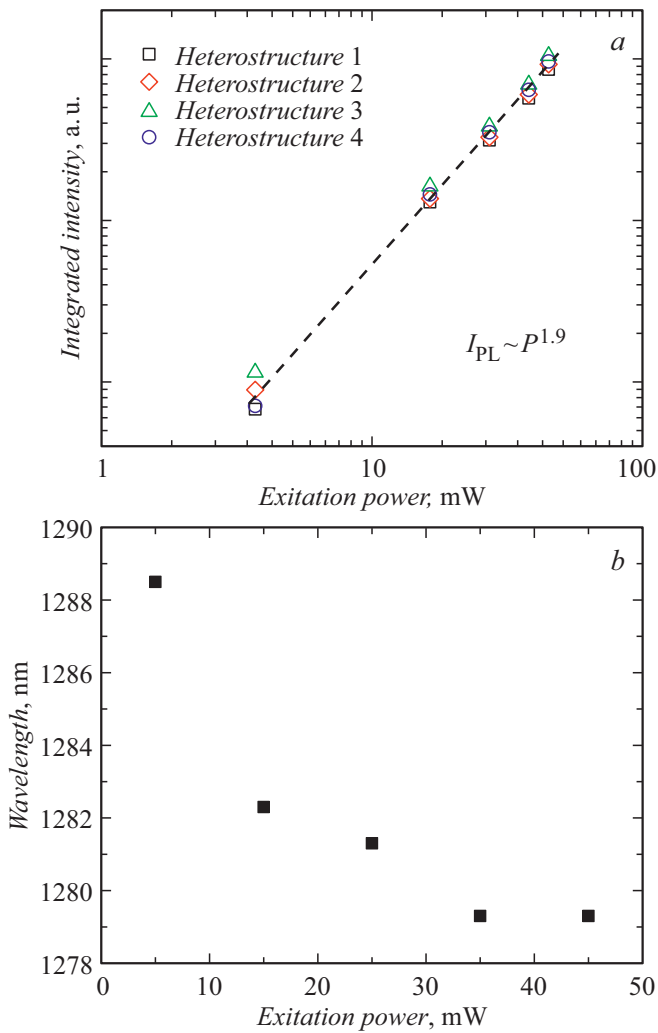 a
Heterostructure 1
Heterostructure 2
Heterostructure 3
Heterostructure 4
Integrated intensity, a. u.
I_PL ~ P^1.9
1 10 100
Exitation power, mW
b
1290
1288
1286
1284
1282
1280
1278
Wavelength, nm
0 10 20 30 40 50
Exitation power, mW